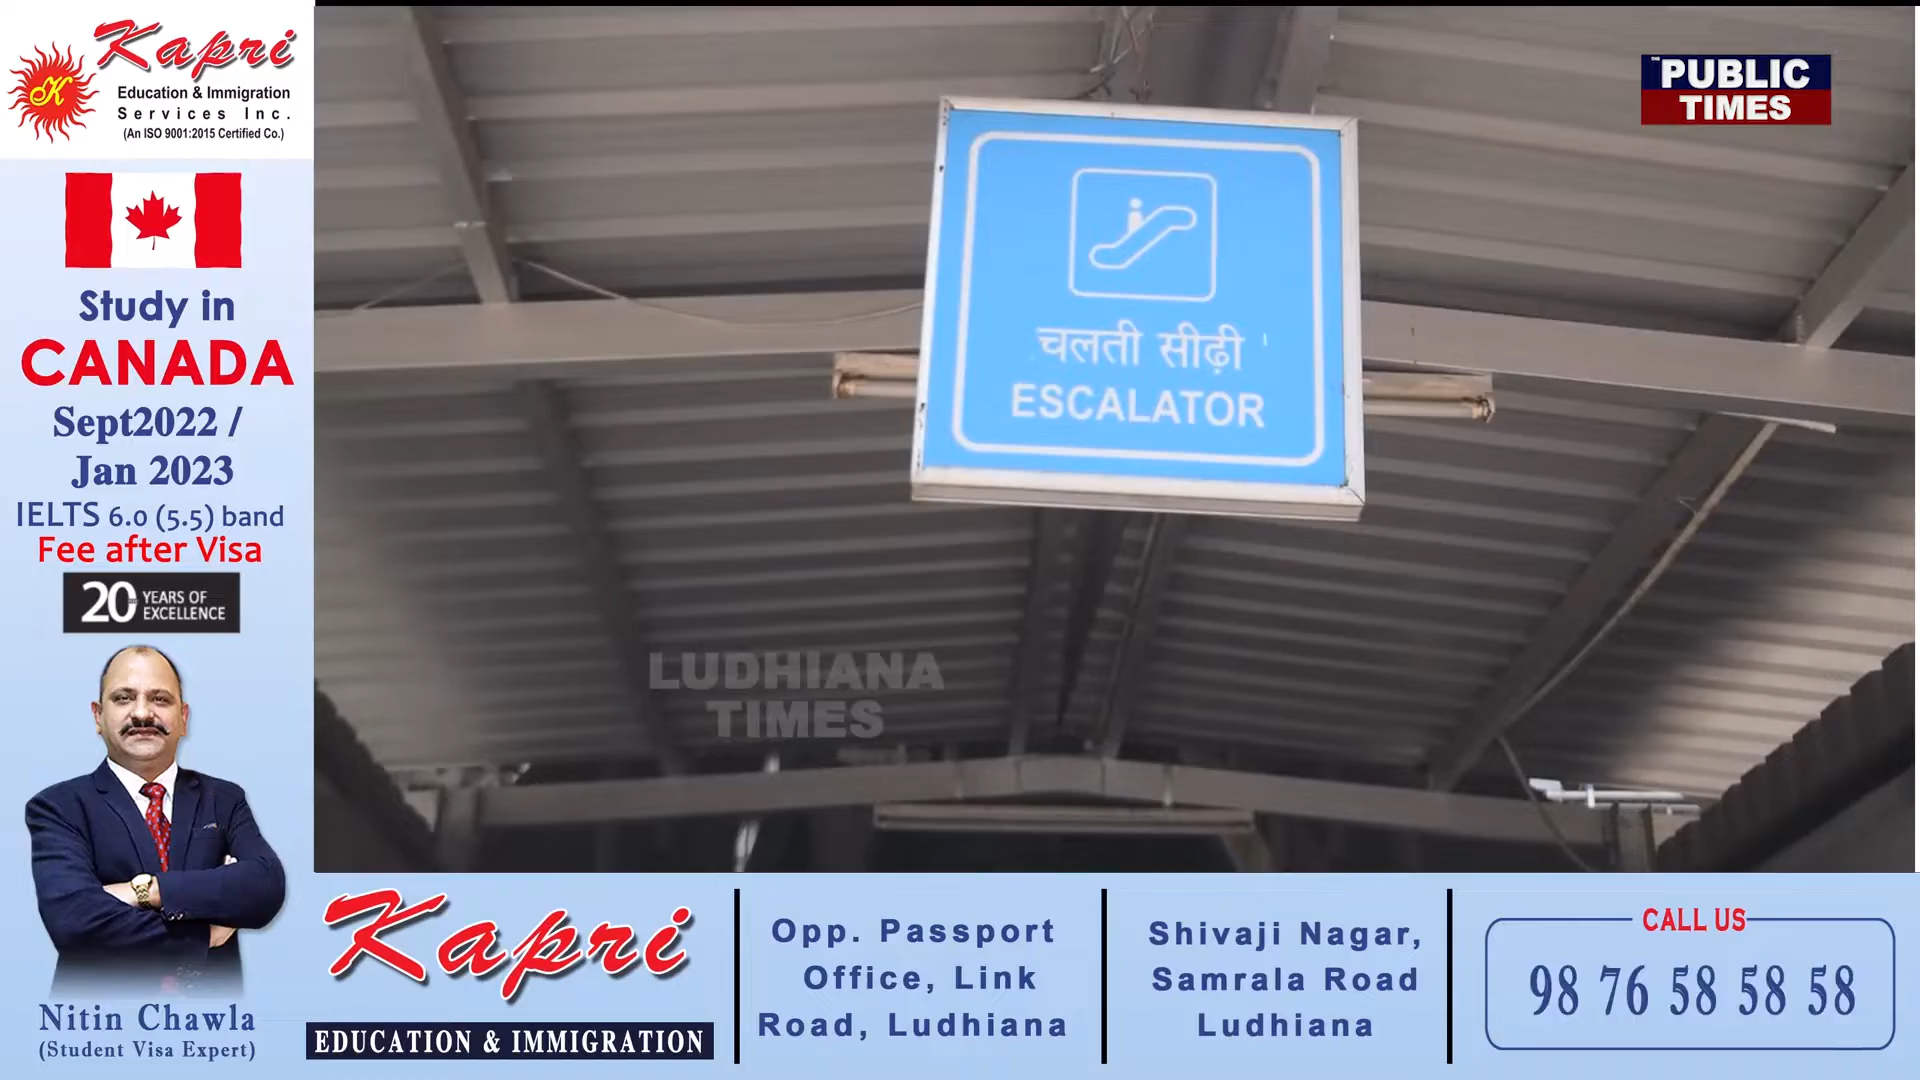 Kapri
Education & Immigration
Services Inc.
(An ISO 9001:2015 Certified Co.)
K
Study in
CANADA
Sept2022 /
Jan 2023
IELTS 6.0 (5.5) band
Fee after Visa
20 YEARS OF
EXCELLENCE
Nitin Chawla
(Student Visa Expert)
THE PUBLIC
TIMES
चलती सीढ़ी
ESCALATOR
LUDHIANA
TIMES
Kapri
EDUCATION & IMMIGRATION
Opp. Passport
Office, Link
Road, Ludhiana
Shivaji Nagar,
Samrala Road
Ludhiana
CALL US
98 76 58 58 58